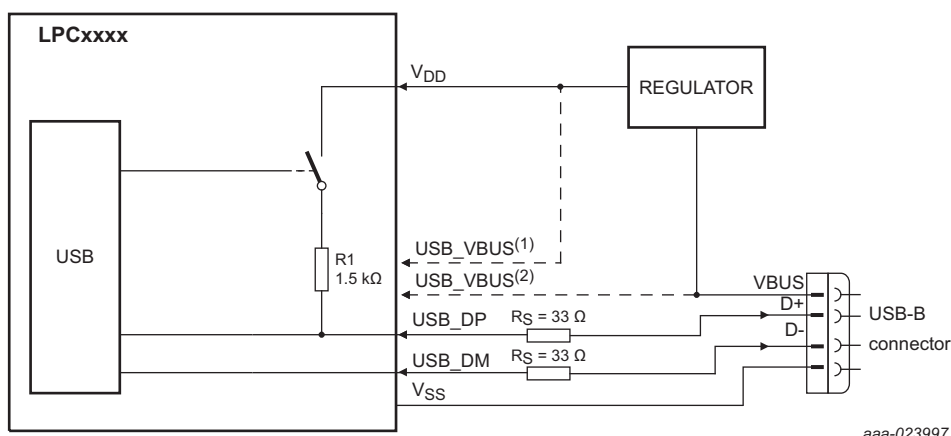 LPCxxxx
VDD
REGULATOR
USB
R1
1.5 kΩ
USB_VBUS(1)
USB_VBUS(2)
VBUS
D+
USB-B
USB_DP
RS = 33 Ω
D-
connector
USB_DM
RS = 33 Ω
VSS
aaa-023997